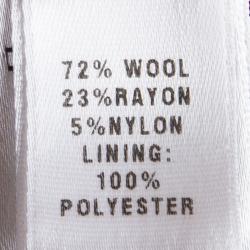 72% WOOL
23%RAYON
5%NYLON
LINING:
100%
POLYESTER